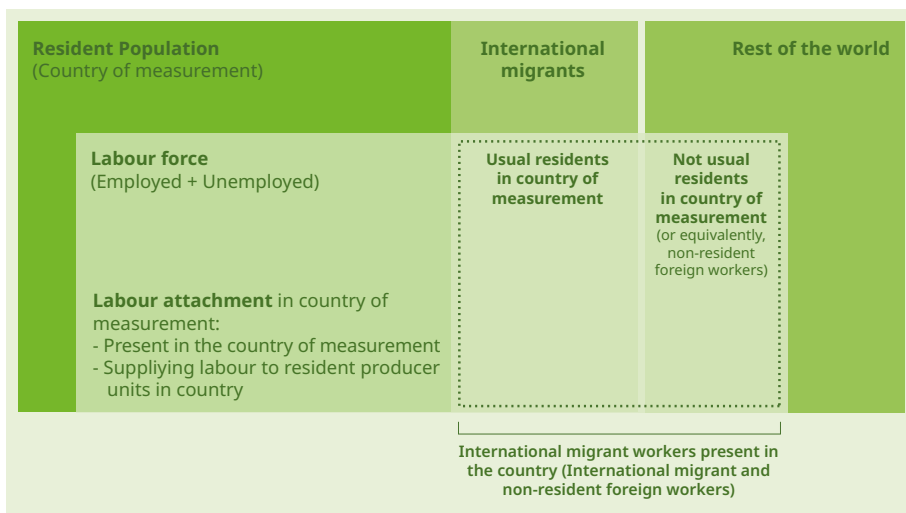 Resident Population
(Country of measurement)
International
migrants
Rest of the world
Labour force
(Employed + Unemployed)
Usual residents
in country of
measurement
Not usual
residents
in country of
measurement
(or equivalently,
non-resident
foreign workers)
Labour attachment in country of
measurement:
- Present in the country of measurement
- Suppliying labour to resident producer
units in country
International migrant workers present in
the country (International migrant and
non-resident foreign workers)